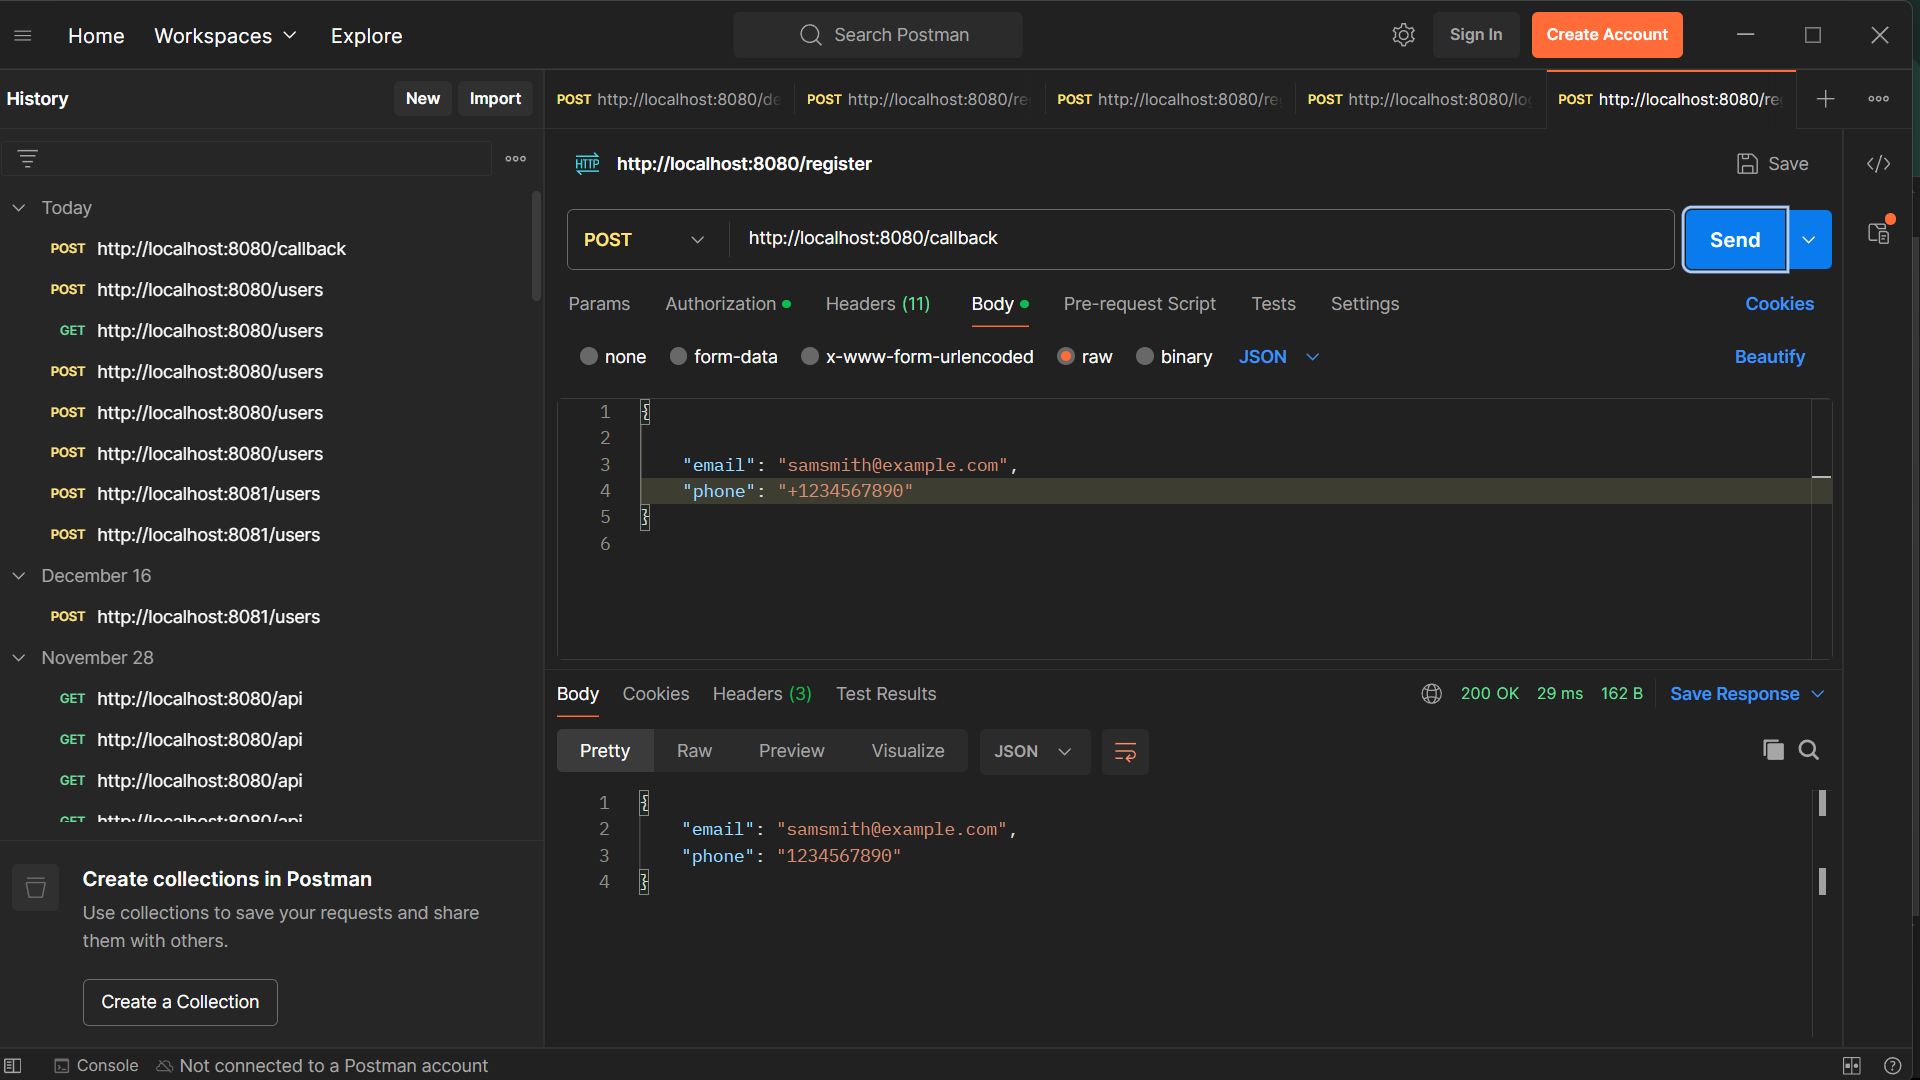 Home Workspaces Explore Search Postman Sign In Create Account
History New Import
POST http://localhost:8080/de POST http://localhost:8080/re POST http://localhost:8080/re POST http://localhost:8080/lo POST http://localhost:8080/re
HTTP http://localhost:8080/register Save
Today
POST http://localhost:8080/callback
POST http://localhost:8080/users
GET http://localhost:8080/users
POST http://localhost:8080/users
POST http://localhost:8080/users
POST http://localhost:8080/users
POST http://localhost:8081/users
POST http://localhost:8081/users
December 16
POST http://localhost:8081/users
November 28
GET http://localhost:8080/api
GET http://localhost:8080/api
GET http://localhost:8080/api
GET http://localhost:8080/api
Create collections in Postman
Use collections to save your requests and share
them with others.
Create a Collection
POST http://localhost:8080/callback Send
Params Authorization Headers (11) Body Pre-request Script Tests Settings Cookies
none form-data x-www-form-urlencoded raw binary JSON Beautify
1 {
2
3 "email": "samsmith@example.com",
4 "phone": "+1234567890"
5 }
6
Body Cookies Headers (3) Test Results 200 OK 29 ms 162 B Save Response
Pretty Raw Preview Visualize JSON
1 {
2 "email": "samsmith@example.com",
3 "phone": "1234567890"
4 }
Console Not connected to a Postman account